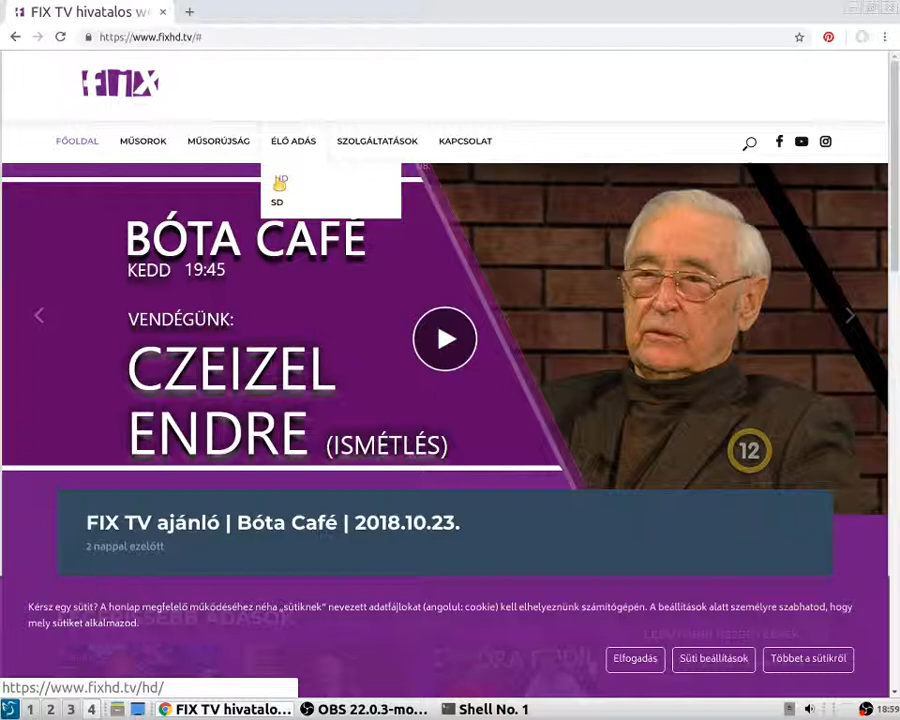 FIX TV hivatalos w
https://www.fixhd.tv/#
fix
FŐOLDAL MŰSOROK MŰSORÚJSÁG ÉLŐ ADÁS SZOLGÁLTATÁSOK KAPCSOLAT
HD
SD
BÓTA CAFÉ
KEDD 19:45
VENDÉGÜNK:
CZEIZEL
ENDRE (ISMÉTLÉS)
12
FIX TV ajánló | Bóta Café | 2018.10.23.
2 nappal ezelőtt
Kérsz egy sütit? A honlap megfelelő működéséhez néha „sütiknek” nevezett adatfájlokat (angolul: cookie) kell elhelyeznünk számítógépén. A beállítások alatt személyre szabhatod, hogy
mely sütiket alkalmazod.
Elfogadás Süti beállítások Többet a sütikről
https://www.fixhd.tv/hd/
1 2 3 4 FIX TV hivatalo... OBS 22.0.3-mo... Shell No. 1 18:59